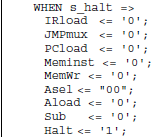 WHEN s_halt =>
IRload <= '0';
JMPmux <= '0';
PCload <= '0';
Meminst <= '0';
MemWr <= '0';
Asel <= "00";
Aload <= '0';
Sub <= '0';
Halt <= '1';